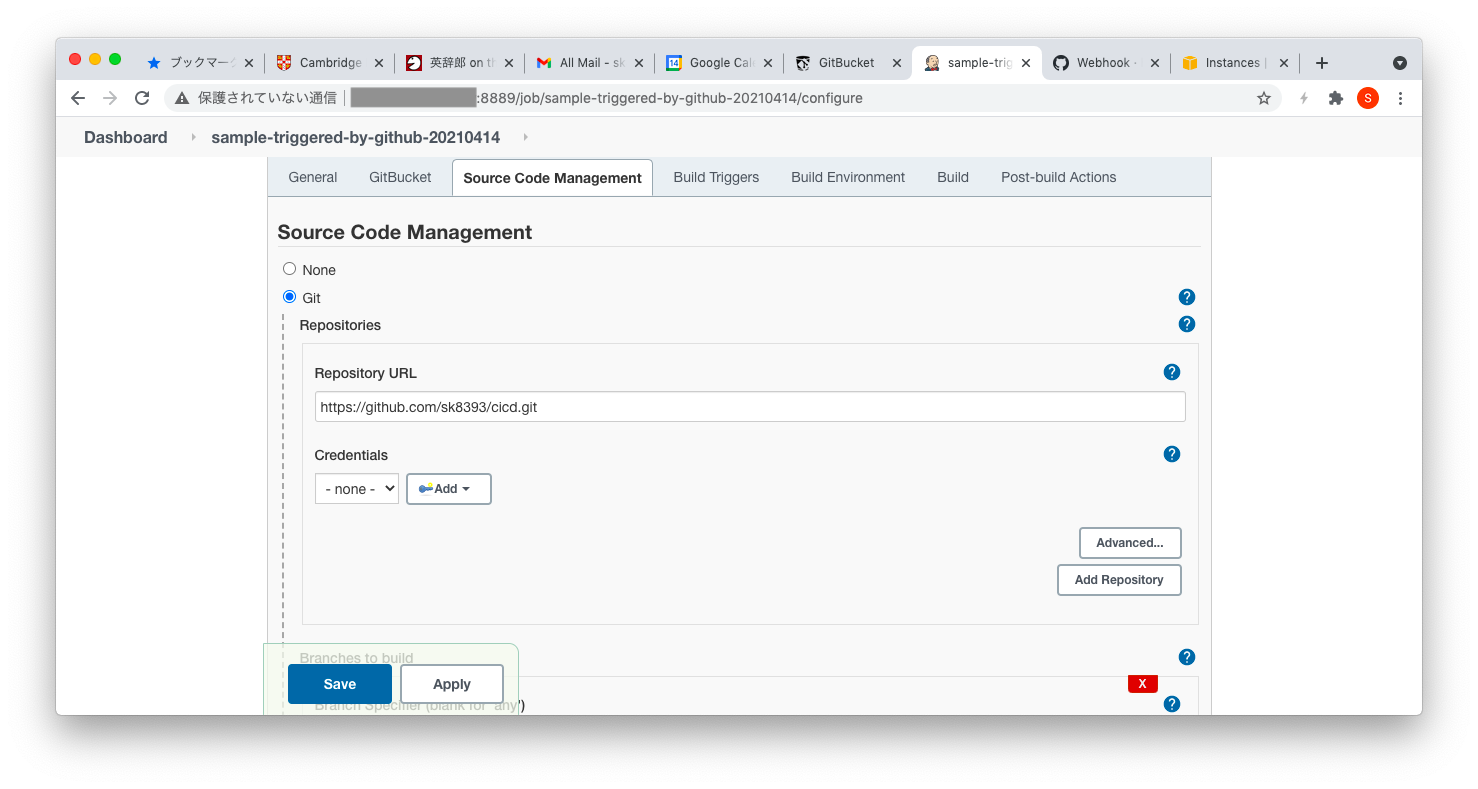 ブックマーク Cambridge 英辞郎 on th All Mail - sk Google Cal GitBucket sample-trig Webhook · Instances |
保護されていない通信 :8889/job/sample-triggered-by-github-20210414/configure S
Dashboard sample-triggered-by-github-20210414
General GitBucket Source Code Management Build Triggers Build Environment Build Post-build Actions
Source Code Management
None
Git ?
Repositories ?
Repository URL ?
https://github.com/sk8393/cicd.git
Credentials ?
- none - Add
Advanced...
Add Repository
Branches to build ?
Save Apply X
Branch Specifier (blank for 'any') ?